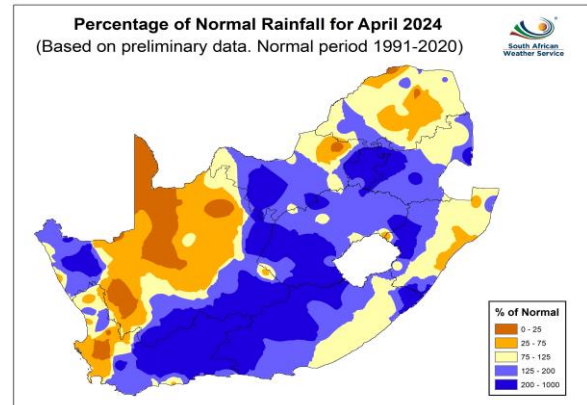 Percentage of Normal Rainfall for April 2024
(Based on preliminary data. Normal period 1991-2020)
South African
Weather Service
% of Normal
0 - 25
25 - 75
75 - 125
125 - 200
200 - 1000